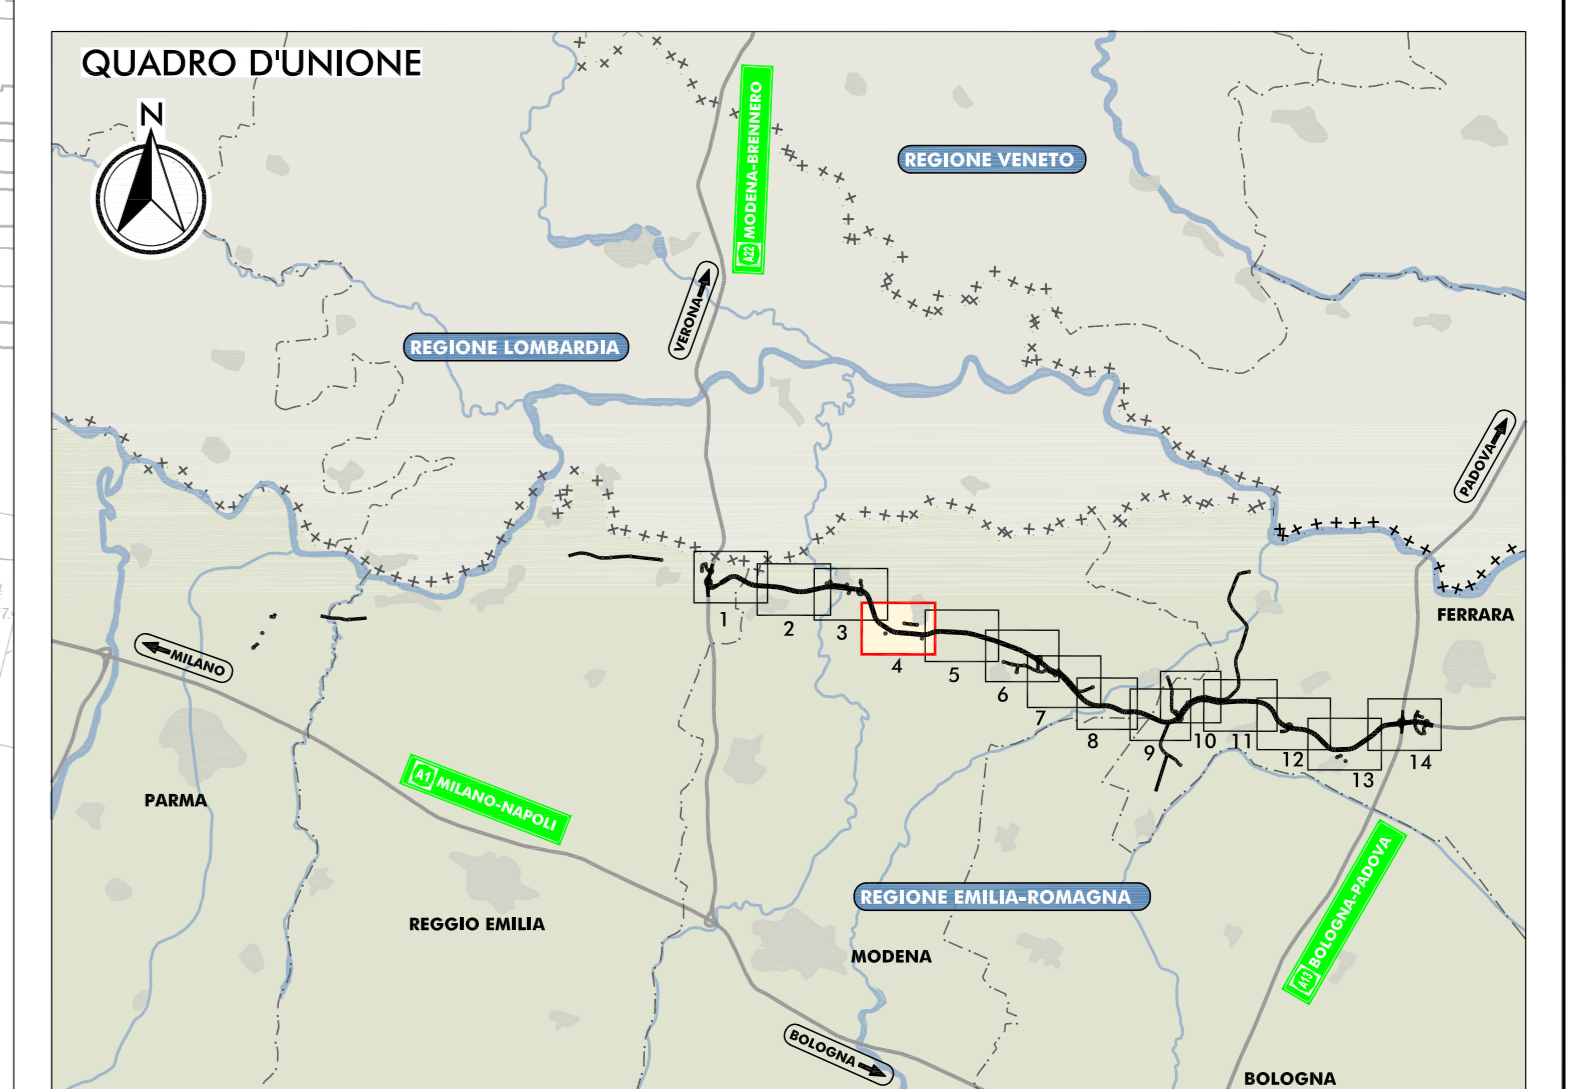 QUADRO D'UNIONE
N
A22 MODENA-BRENNERO
REGIONE VENETO
VERONA
REGIONE LOMBARDIA
PADOVA
FERRARA
MILANO
1
2
3
4
5
6
7
8
9
10
11
12
13
14
PARMA
A1 MILANO-NAPOLI
REGIONE EMILIA-ROMAGNA
A13 BOLOGNA-PADOVA
REGGIO EMILIA
MODENA
BOLOGNA
BOLOGNA